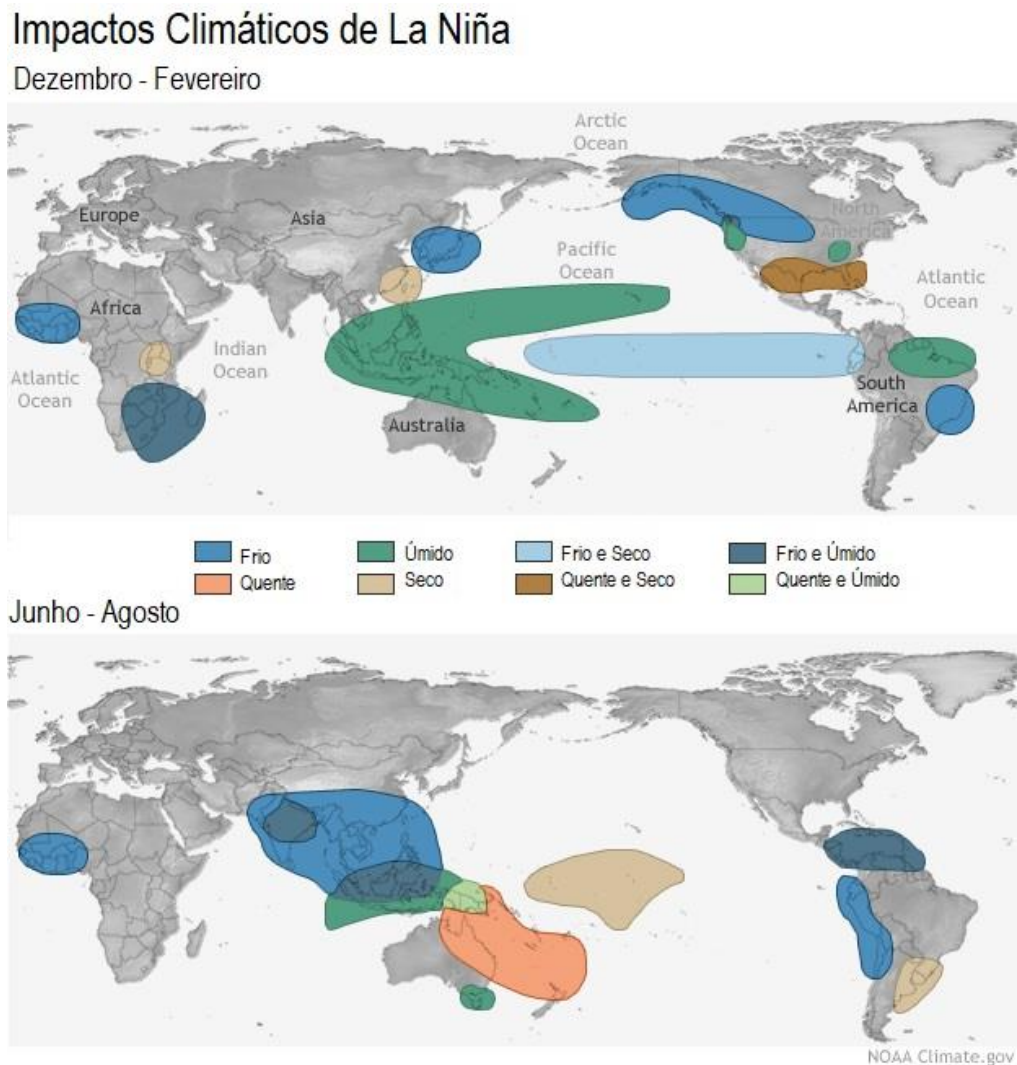 Impactos Climáticos de La Niña
Dezembro - Fevereiro
Arctic
Ocean
Europe
Asia
North
America
Pacific
Ocean
Atlantic
Ocean
Africa
Indian
Ocean
Atlantic
Ocean
South
America
Australia
Frio
Úmido
Frio e Seco
Frio e Úmido
Quente
Seco
Quente e Seco
Quente e Úmido
Junho - Agosto
NOAA Climate.gov